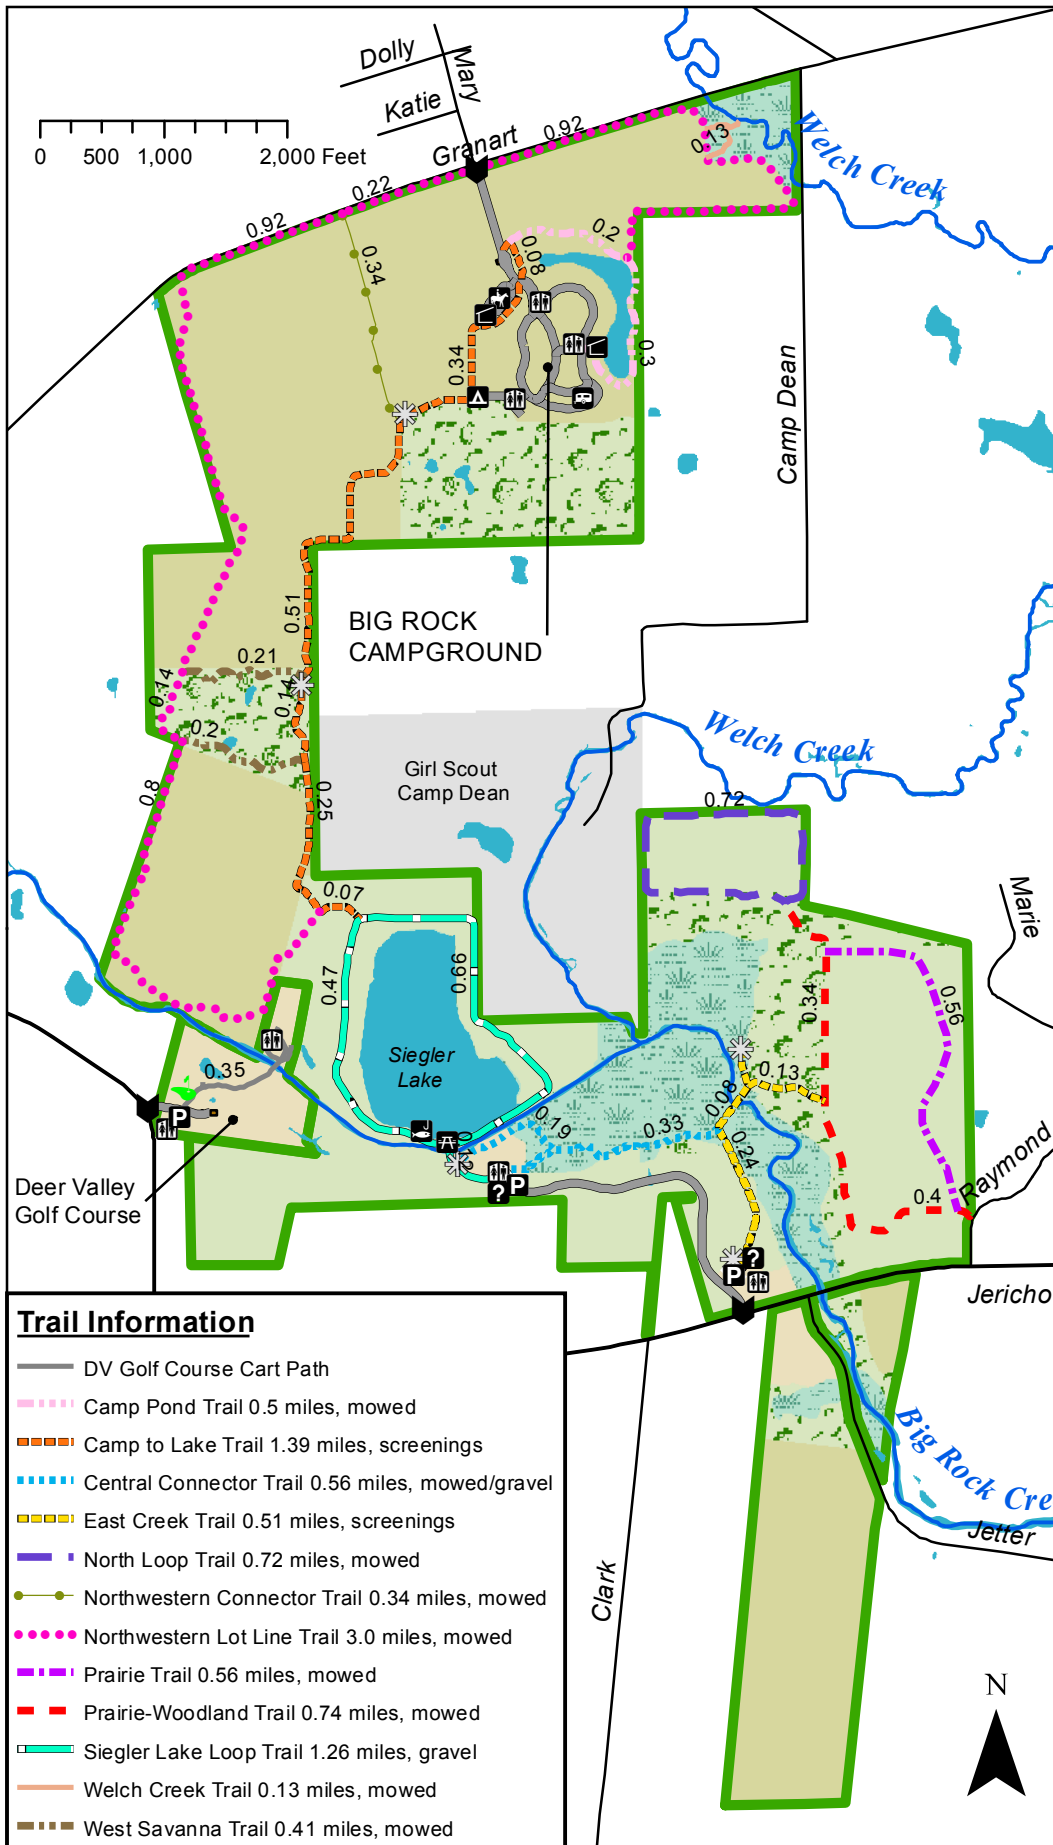 Dolly
Mary
Katie
Granart
0 500 1,000 2,000 Feet
0.92
0.22
0.92
0.13
Welch Creek
0.34
0.08
0.2
0.34
0.3
Camp Dean
BIG ROCK
CAMPGROUND
0.51
0.21
0.14
0.14
0.2
0.8
0.25
Girl Scout
Camp Dean
Welch Creek
0.72
0.07
0.47
0.66
Siegler
Lake
Marie
0.34
0.56
0.13
0.08
0.35
0.19
0.33
0.24
0.12
P
?
P
0.4
Raymond
Deer Valley
Golf Course
?
P
Jericho
Trail Information
DV Golf Course Cart Path
Camp Pond Trail 0.5 miles, mowed
Camp to Lake Trail 1.39 miles, screenings
Central Connector Trail 0.56 miles, mowed/gravel
East Creek Trail 0.51 miles, screenings
North Loop Trail 0.72 miles, mowed
Northwestern Connector Trail 0.34 miles, mowed
Northwestern Lot Line Trail 3.0 miles, mowed
Prairie Trail 0.56 miles, mowed
Prairie-Woodland Trail 0.74 miles, mowed
Siegler Lake Loop Trail 1.26 miles, gravel
Welch Creek Trail 0.13 miles, mowed
West Savanna Trail 0.41 miles, mowed
Clark
Big Rock Cre
Jetter
N